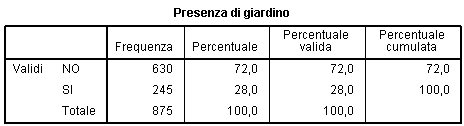 Presenza di giardino
Frequenza Percentuale Percentuale valida Percentuale cumulata
Validi NO 630 72,0 72,0 72,0
SI 245 28,0 28,0 100,0
Totale 875 100,0 100,0